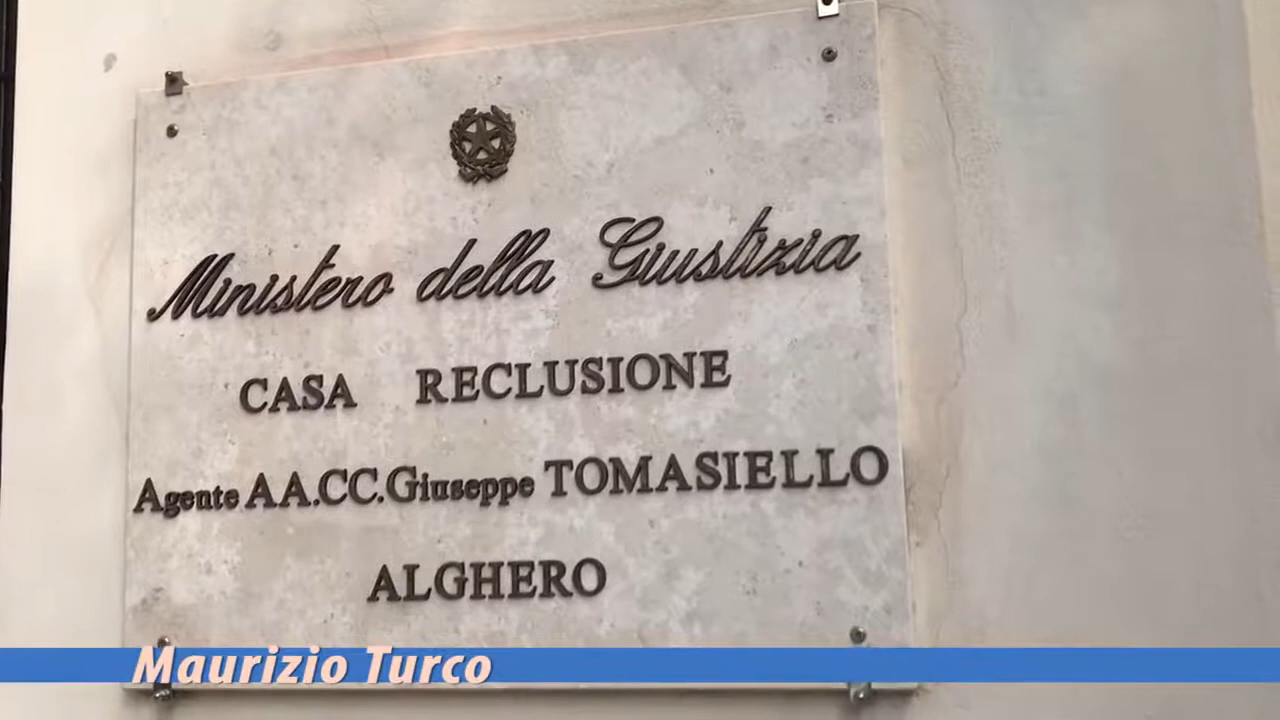 Ministero della Giustizia
CASA RECLUSIONE
Agente AA.CC. Giuseppe TOMASIELLO
ALGHERO
Maurizio Turco